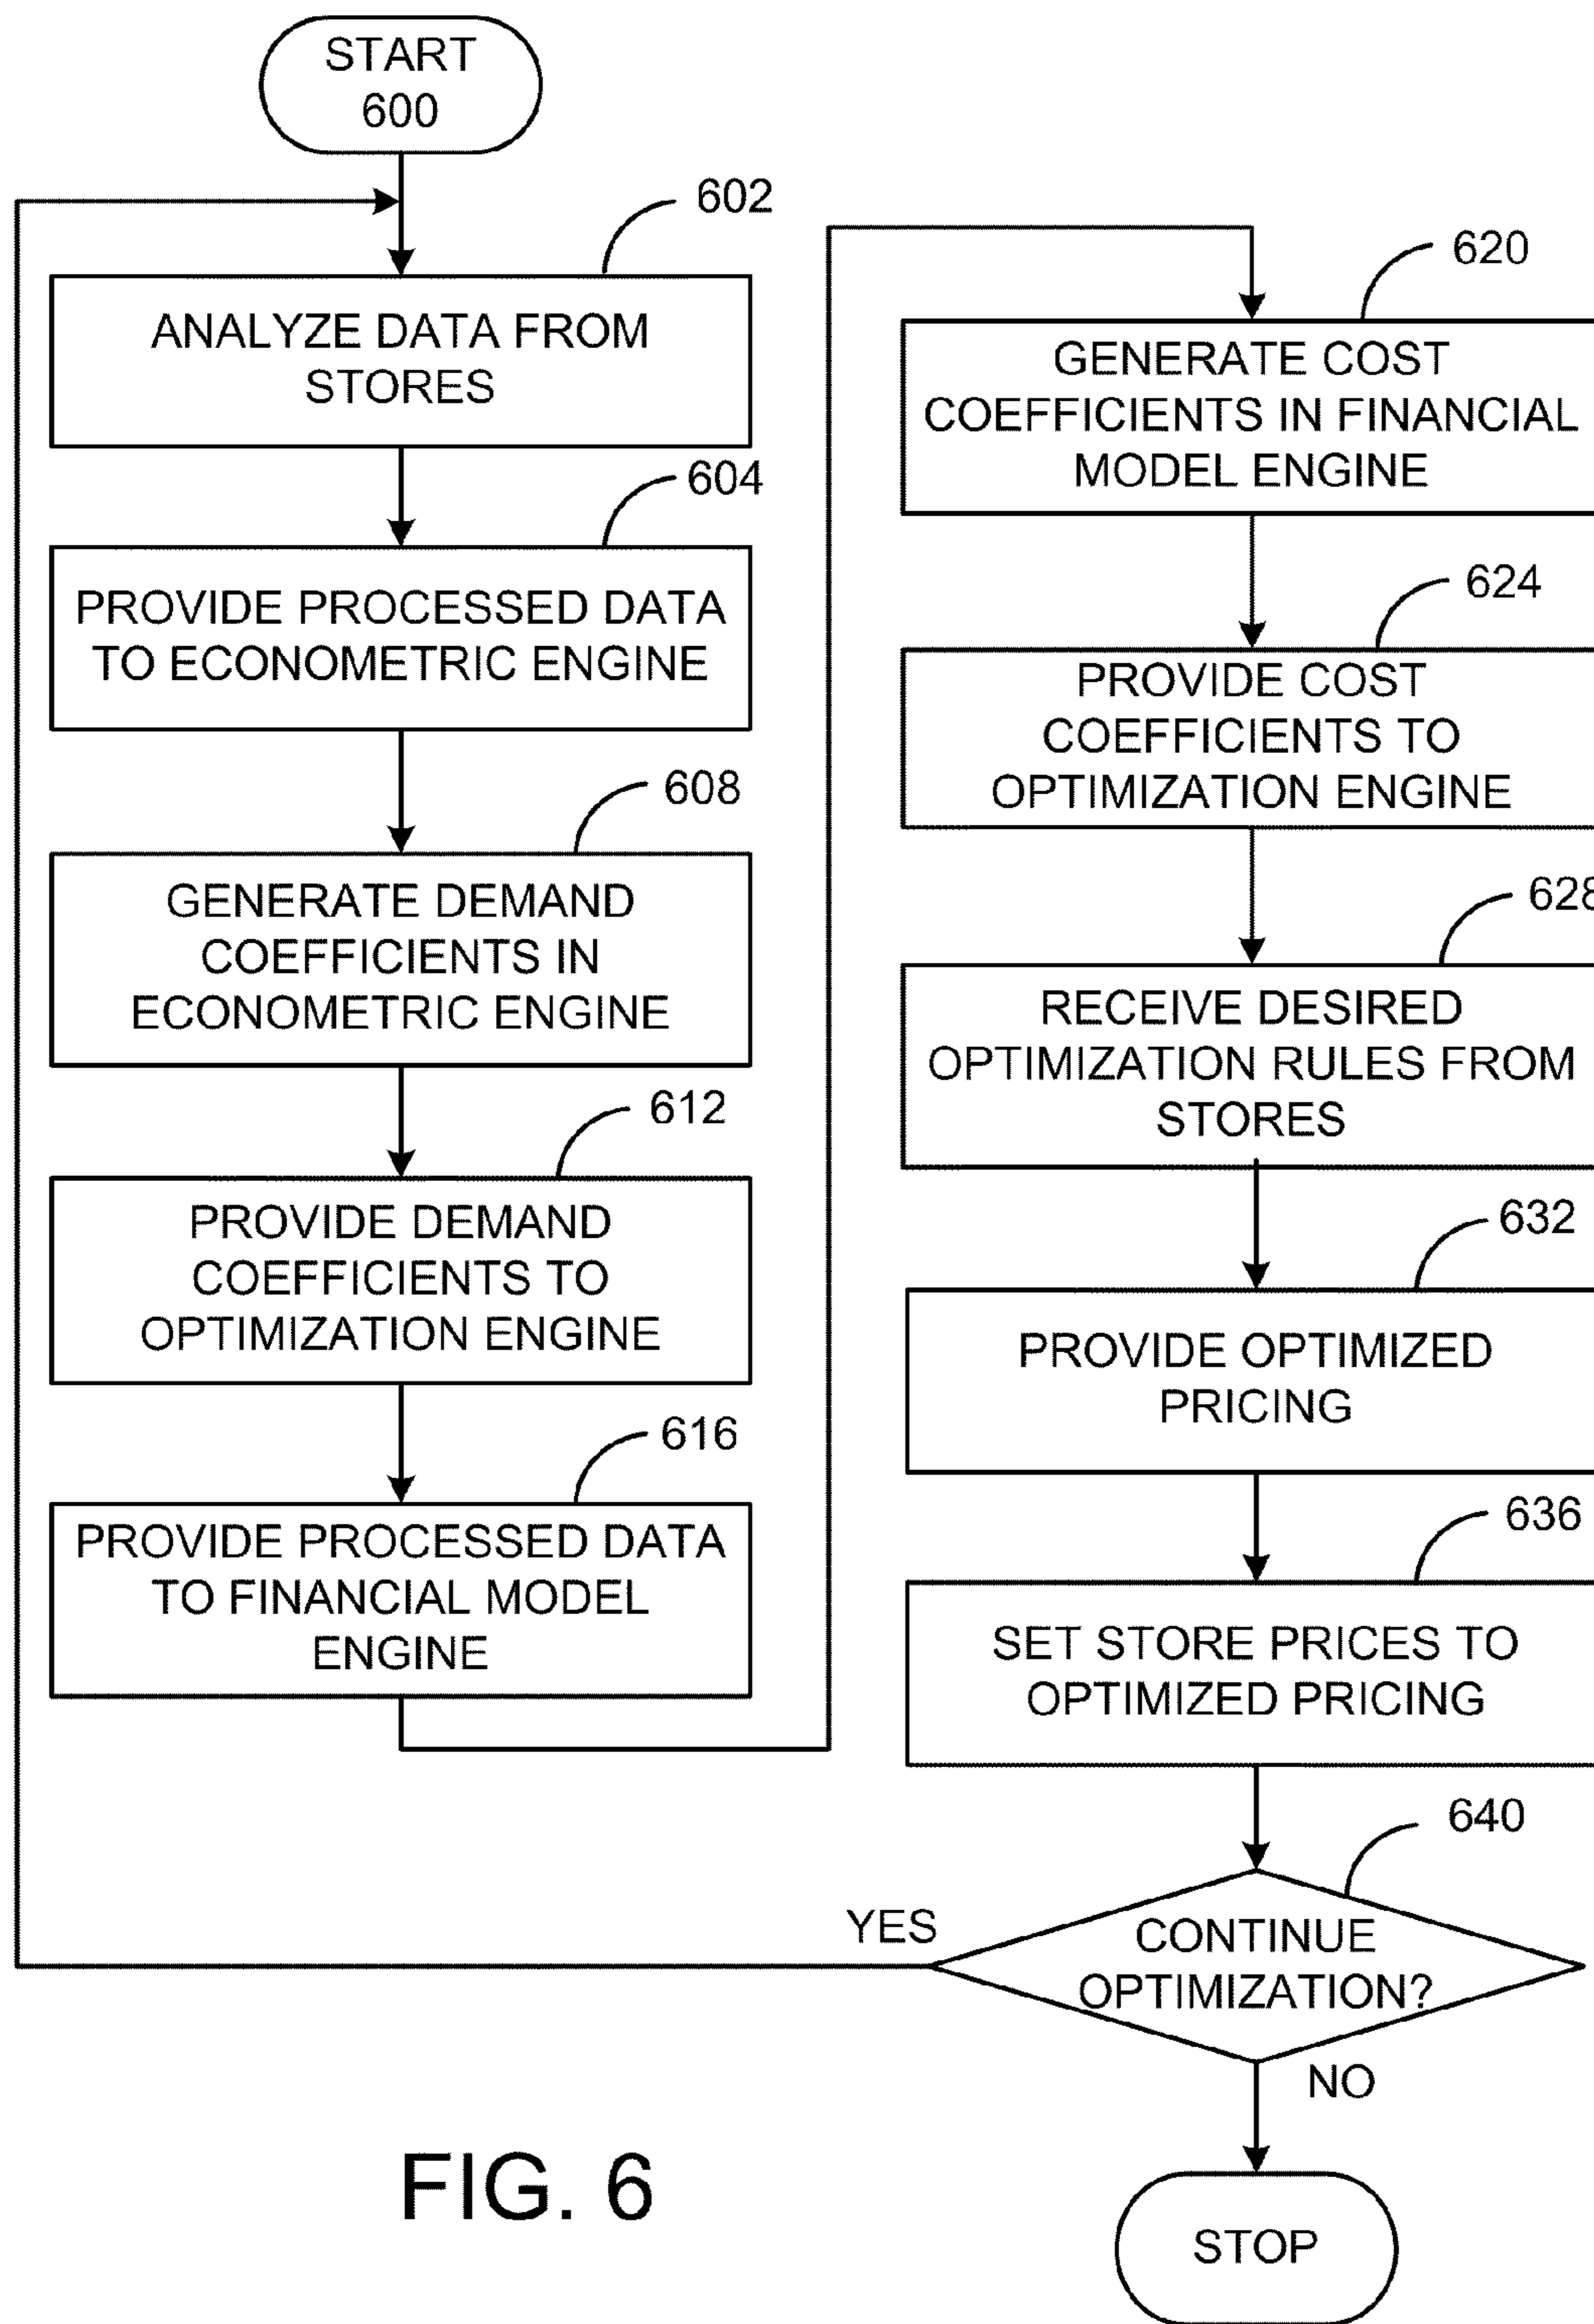 START
600
602
ANALYZE DATA FROM
STORES
604
PROVIDE PROCESSED DATA
TO ECONOMETRIC ENGINE
608
GENERATE DEMAND
COEFFICIENTS IN
ECONOMETRIC ENGINE
612
PROVIDE DEMAND
COEFFICIENTS TO
OPTIMIZATION ENGINE
616
PROVIDE PROCESSED DATA
TO FINANCIAL MODEL
ENGINE
620
GENERATE COST
COEFFICIENTS IN FINANCIAL
MODEL ENGINE
624
PROVIDE COST
COEFFICIENTS TO
OPTIMIZATION ENGINE
628
RECEIVE DESIRED
OPTIMIZATION RULES FROM
STORES
632
PROVIDE OPTIMIZED
PRICING
636
SET STORE PRICES TO
OPTIMIZED PRICING
640
CONTINUE
OPTIMIZATION?
YES
NO
STOP
FIG. 6